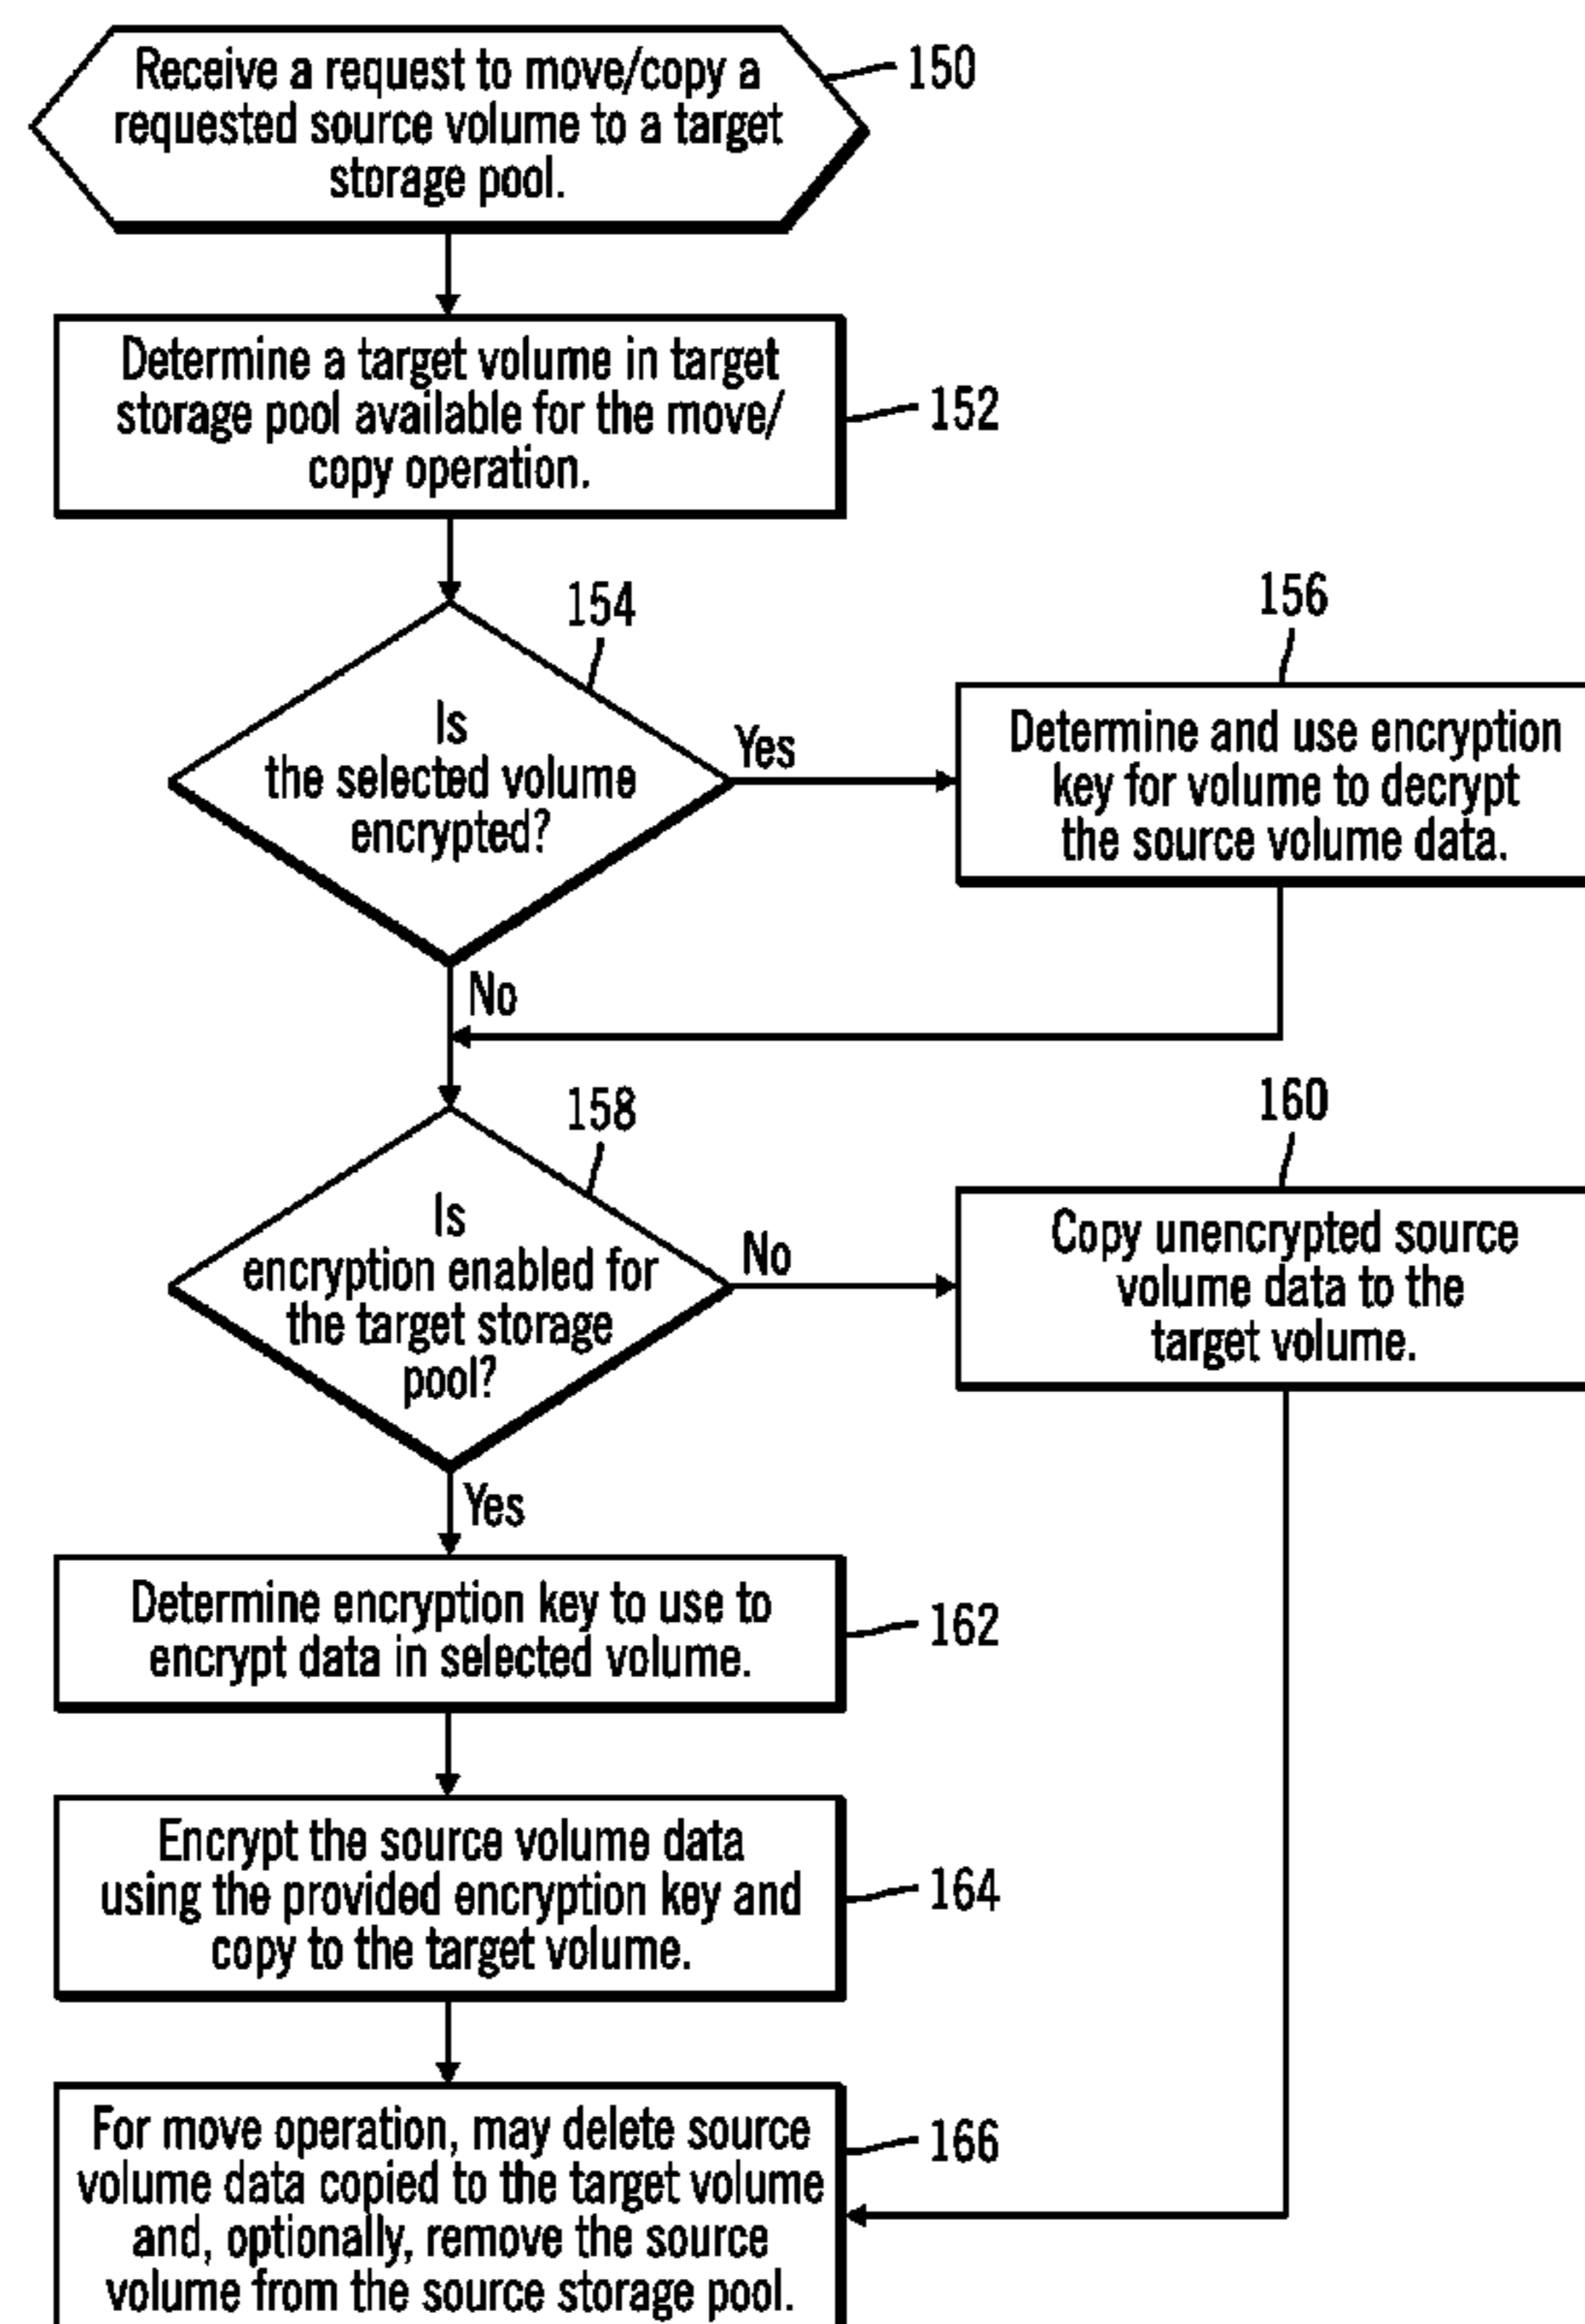 Receive a request to move/copy a
requested source volume to a target
storage pool.
150
Determine a target volume in target
storage pool available for the move/
copy operation.
152
154
Is
the selected volume
encrypted?
Yes
156
Determine and use encryption
key for volume to decrypt
the source volume data.
No
158
Is
encryption enabled for
the target storage
pool?
No
160
Copy unencrypted source
volume data to the
target volume.
Yes
Determine encryption key to use to
encrypt data in selected volume.
162
Encrypt the source volume data
using the provided encryption key and
copy to the target volume.
164
For move operation, may delete source
volume data copied to the target volume
and, optionally, remove the source
volume from the source storage pool.
166